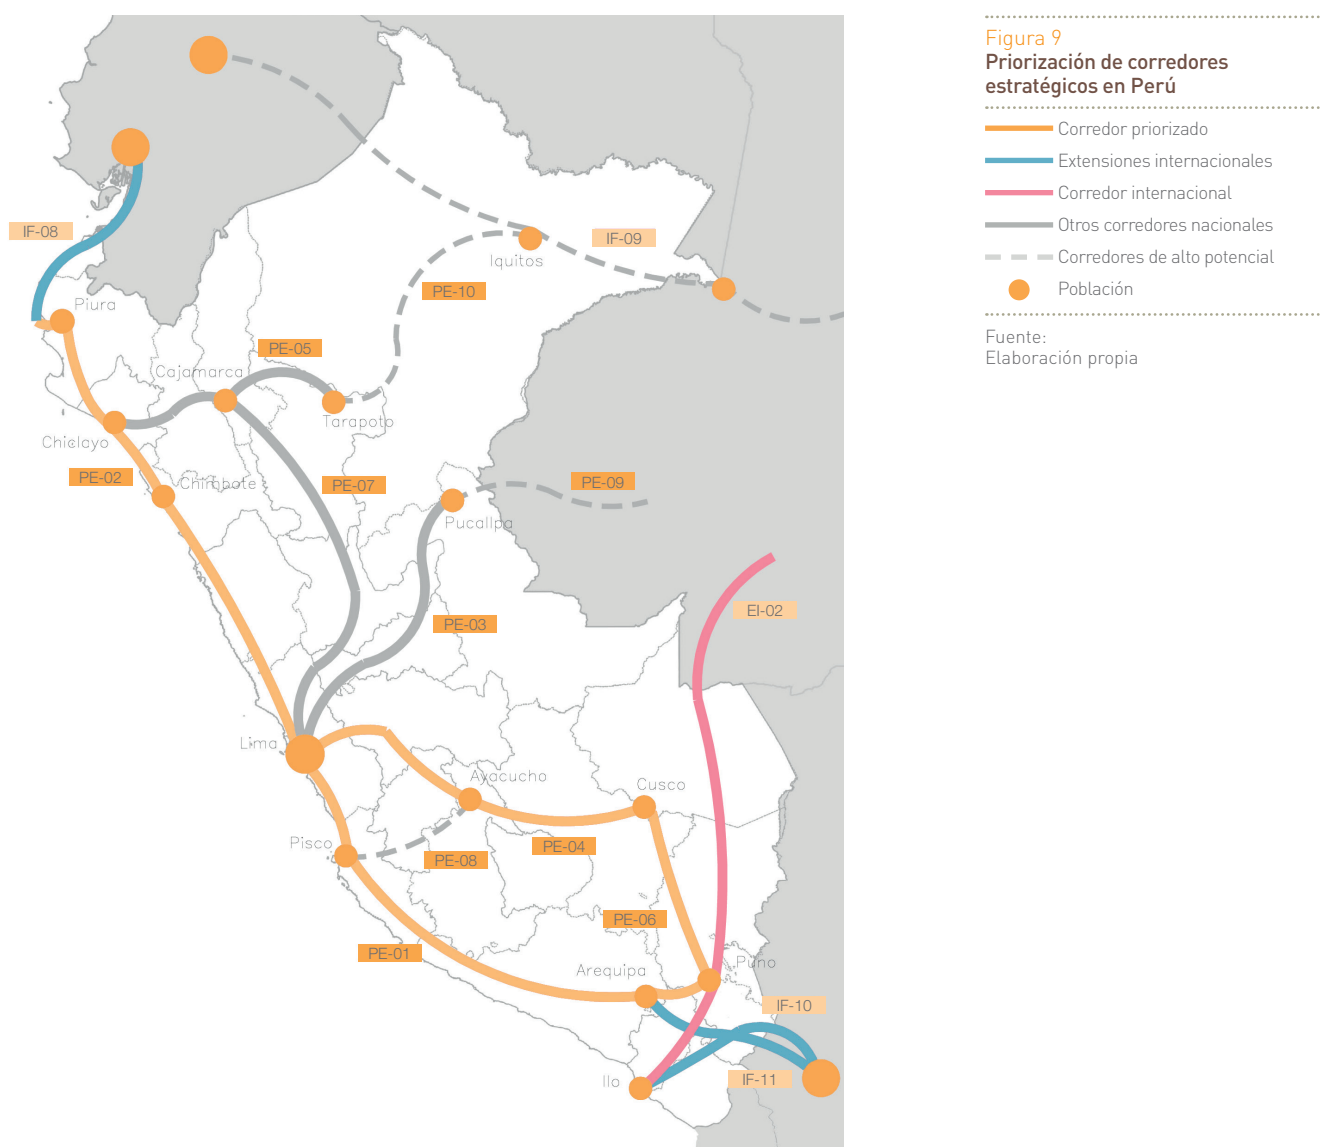 Figura 9
Priorización de corredores
estratégicos en Perú
Corredor priorizado
Extensiones internacionales
Corredor internacional
Otros corredores nacionales
Corredores de alto potencial
Población
Fuente:
Elaboración propia
IF-08
IF-09
Iquitos
PE-10
Piura
PE-05
Cajamarca
Tarapoto
Chiclayo
PE-02
Chimbote
PE-07
PE-09
Pucallpa
EI-02
PE-03
Lima
Ayacucho
Cusco
Pisco
PE-04
PE-08
PE-06
PE-01
Arequipa
Puno
IF-10
IF-11
Ilo